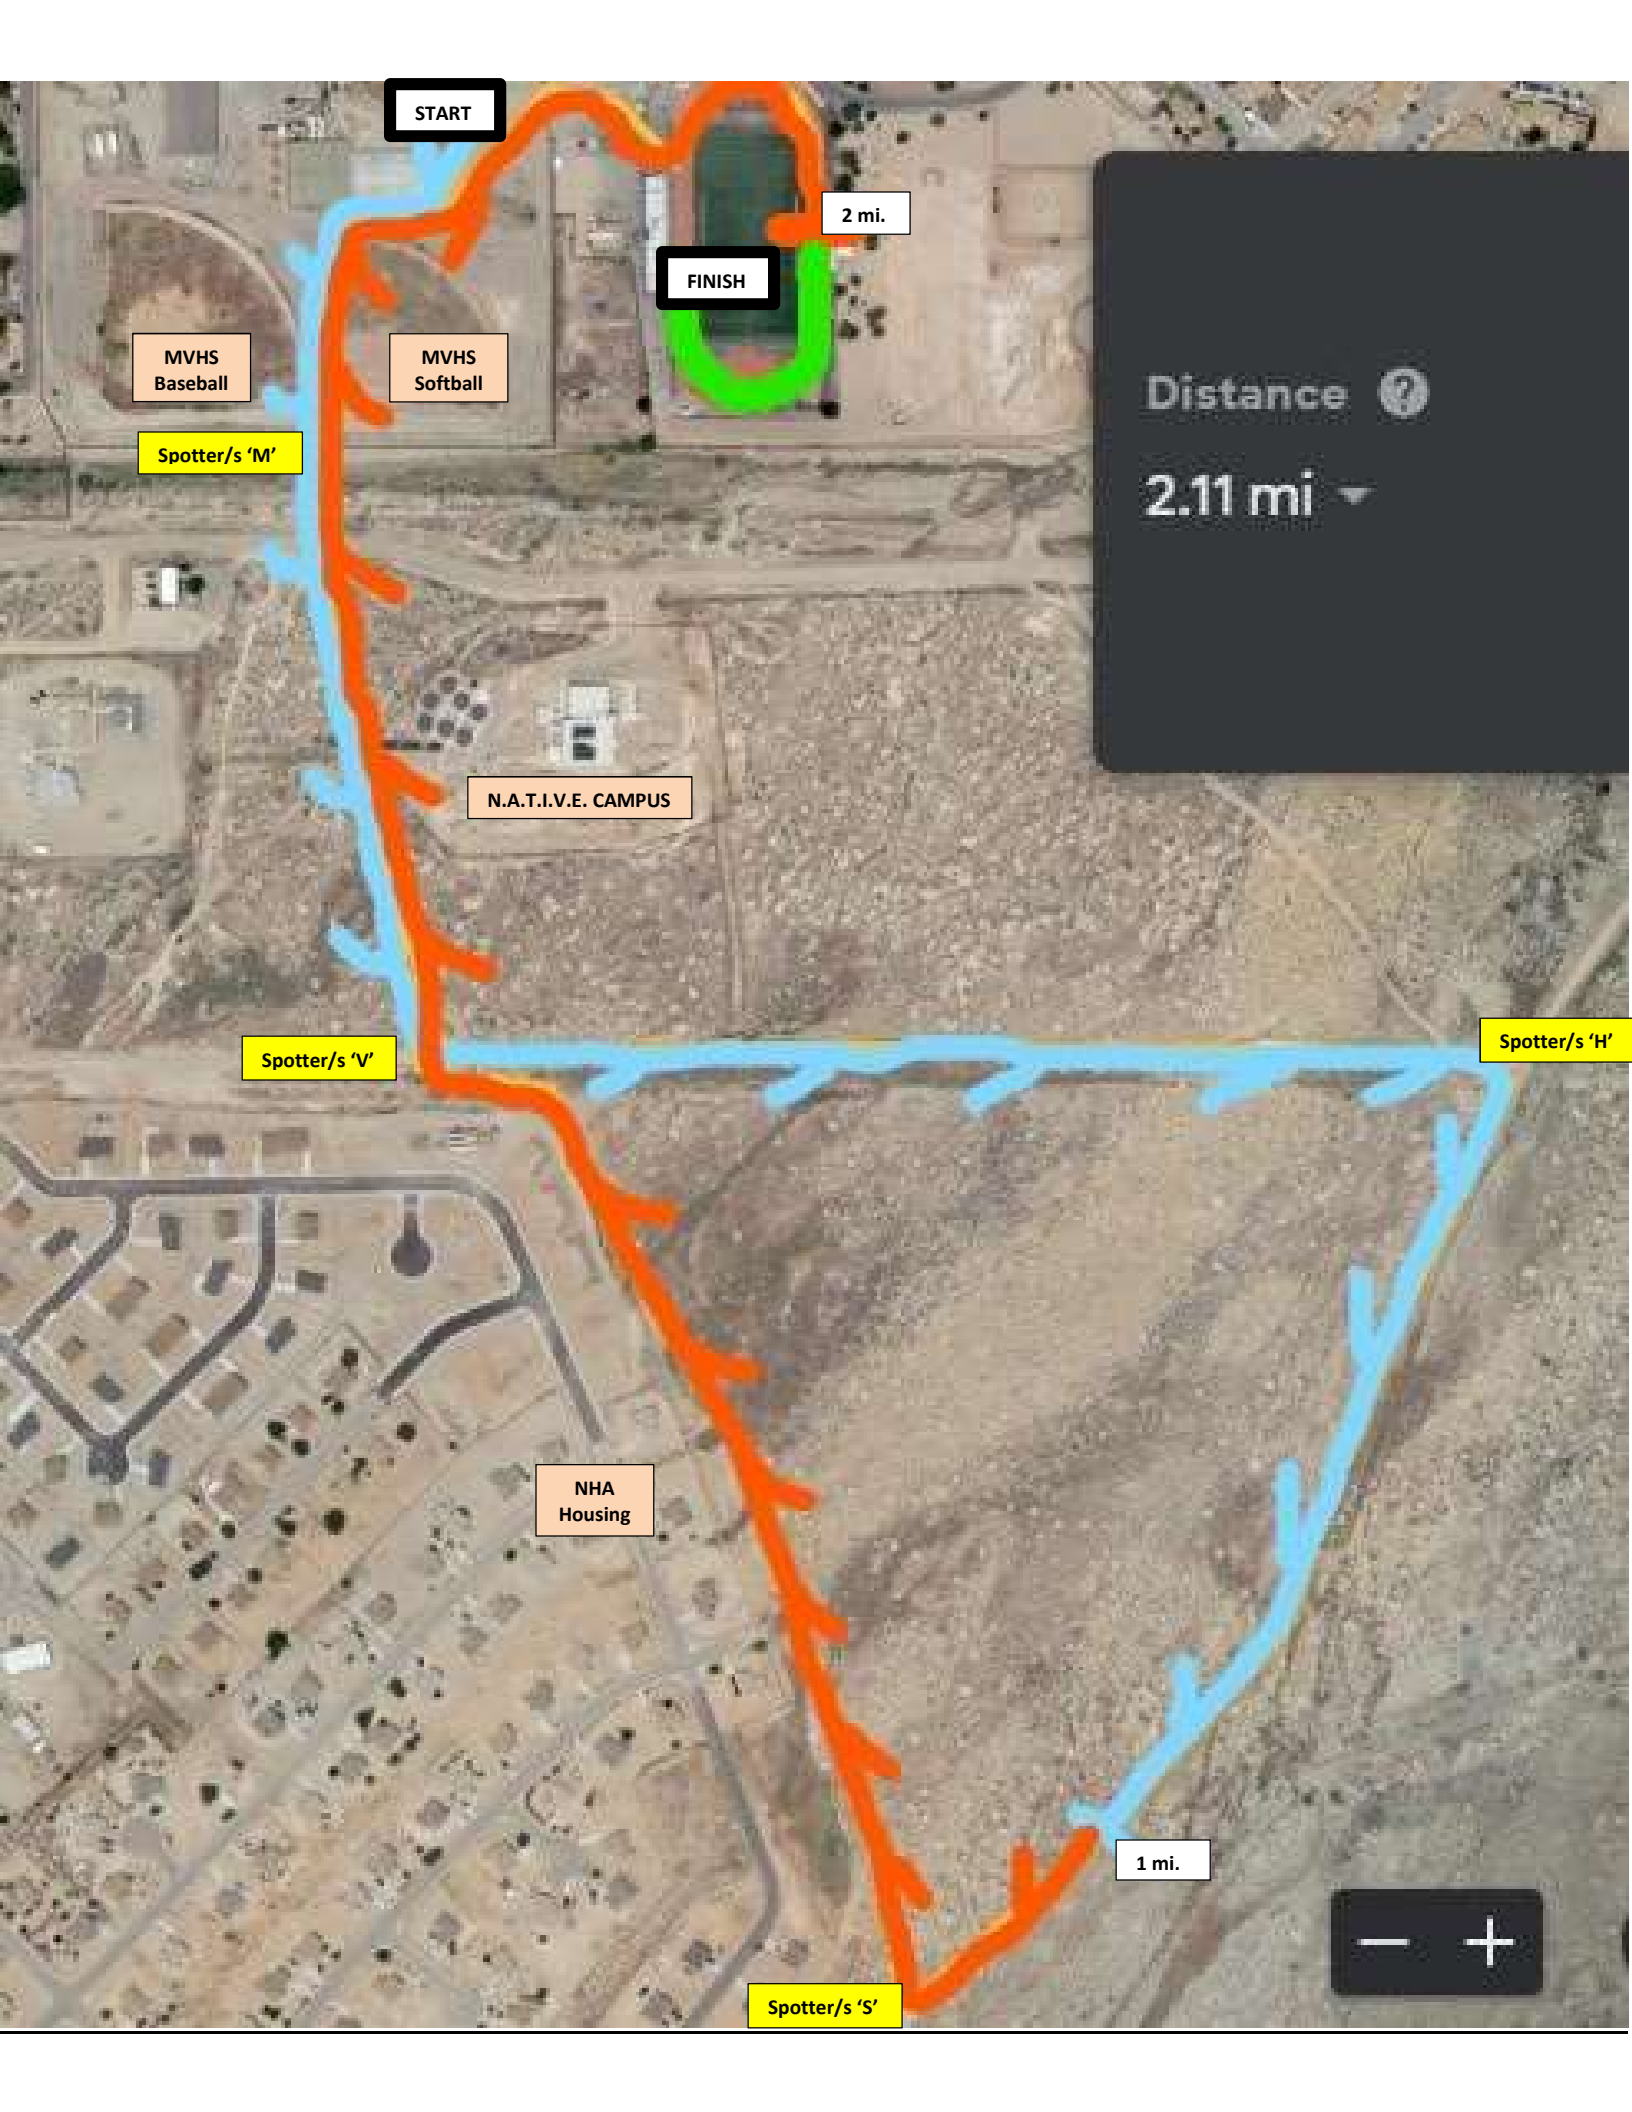 START
2 mi.
FINISH
MVHS
Baseball
MVHS
Softball
Distance ?
Spotter/s ‘M’
2.11 mi
N.A.T.I.V.E. CAMPUS
Spotter/s ‘H’
Spotter/s ‘V’
NHA
Housing
1 mi.
Spotter/s ‘S’